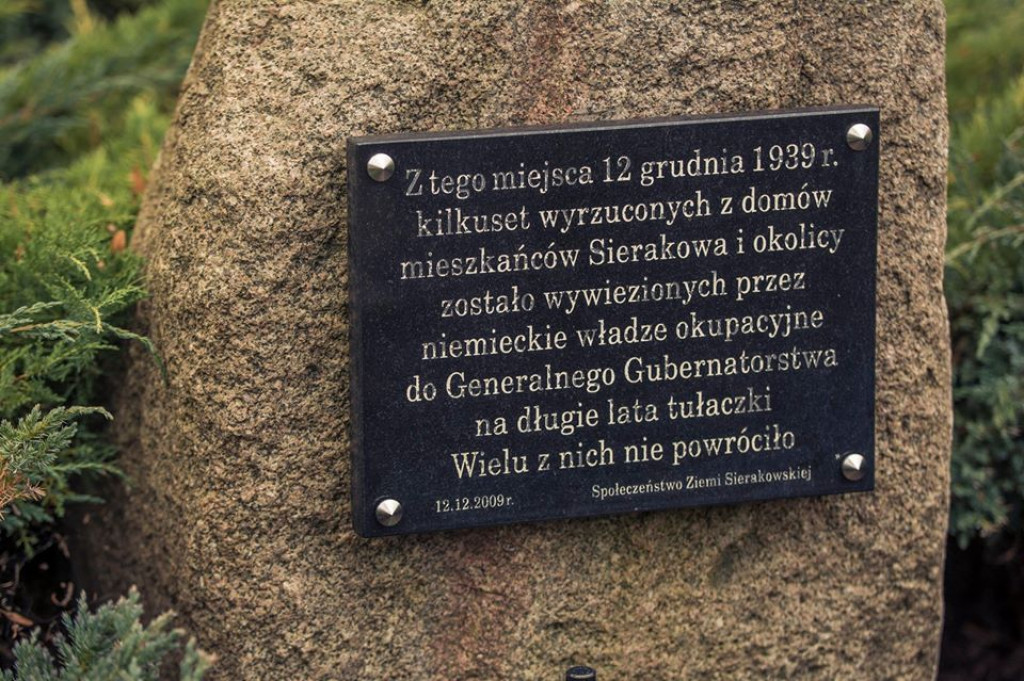 Z tego miejsca 12 grudnia 1939 r.
kilkuset wyrzuconych z domów
mieszkańców Sierakowa i okolicy
zostało wywiezionych przez
niemieckie władze okupacyjne
do Generalnego Gubernatorstwa
na długie lata tułaczki
Wielu z nich nie powróciło
12.12.2009 r. Społeczeństwo Ziemi Sierakowskiej